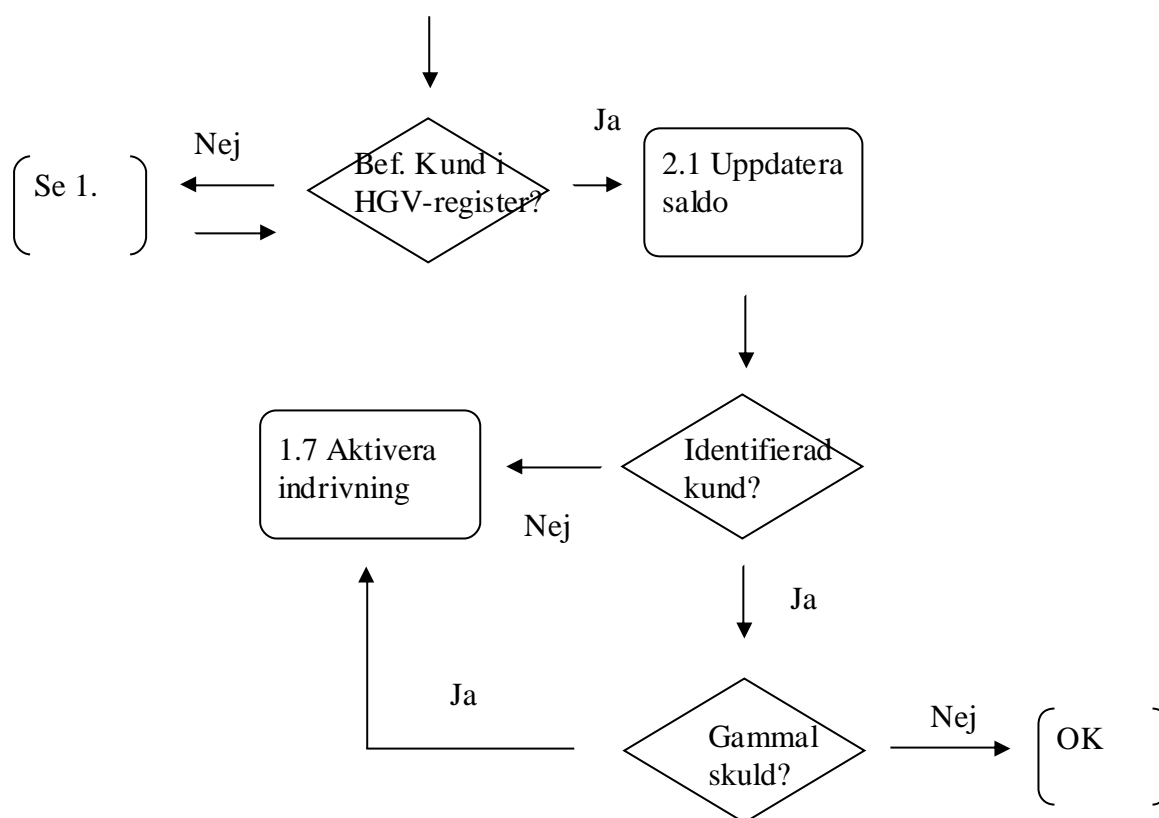 Ja
Nej
Bef. Kund i
HGV-register?
2.1 Uppdatera
saldo
Se 1.
1.7 Aktivera
indrivning
Identifierad
kund?
Nej
Ja
Ja
Nej
Gammal
skuld?
OK